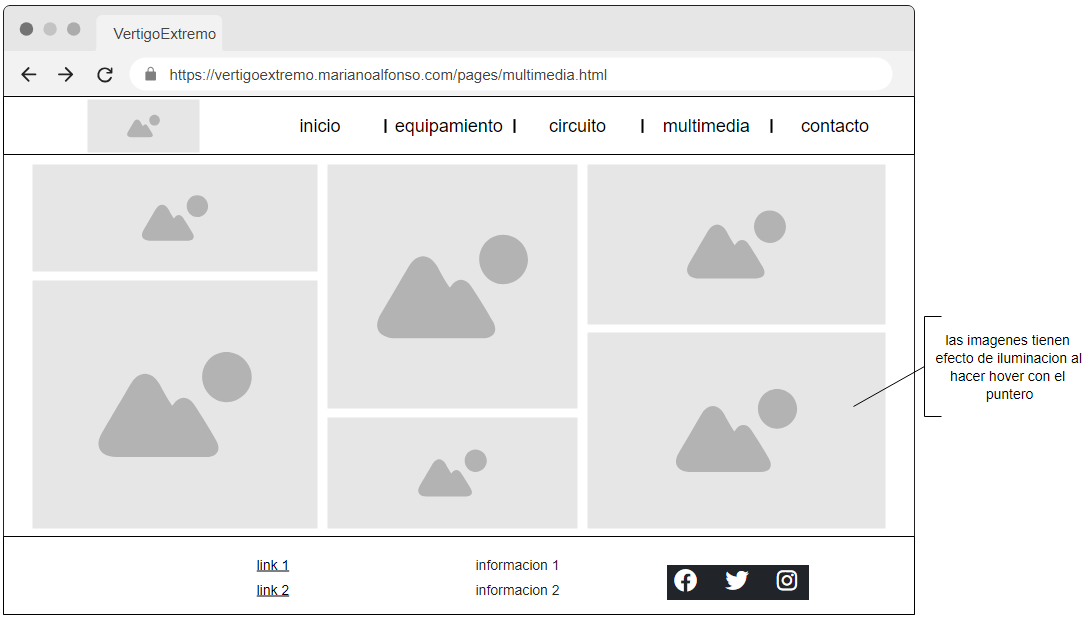 VertigoExtremo
https://vertigoextremo.marianoalfonso.com/pages/multimedia.html
inicio | equipamiento | circuito | multimedia | contacto
las imagenes tienen
efecto de iluminacion al
hacer hover con el
puntero
link 1
link 2
informacion 1
informacion 2